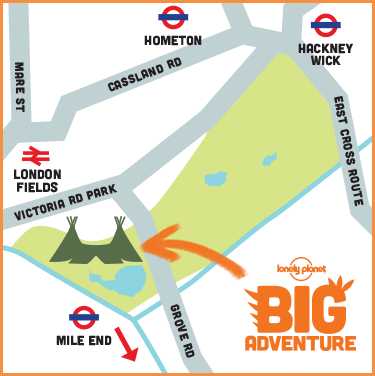 HOMETON
HACKNEY
WICK
MARE ST
CASSLAND RD
EAST CROSS ROUTE
LONDON
FIELDS
VICTORIA RD PARK
GROVE RD
MILE END
lonely planet
BIG
ADVENTURE